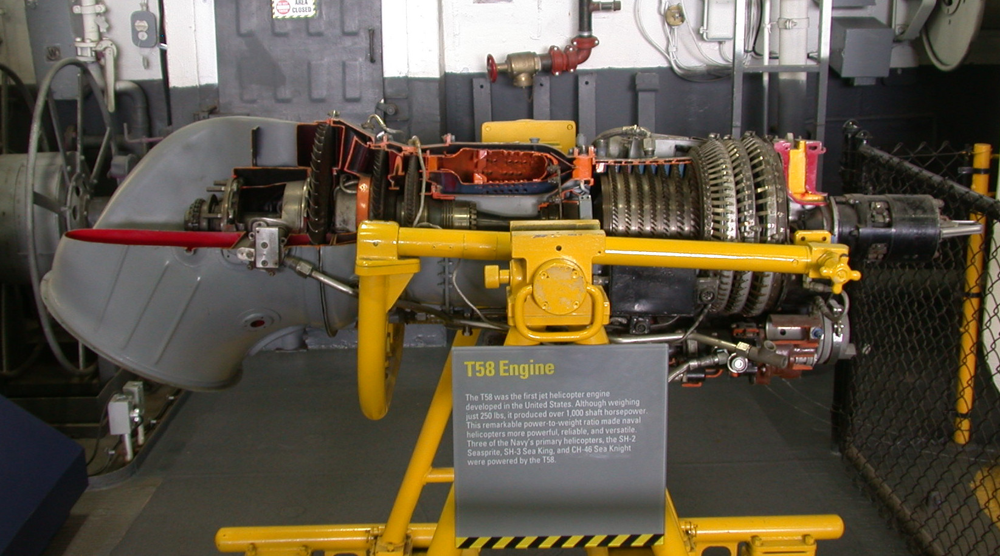 AREA
CLOSED
T58 Engine
The T58 was the first jet helicopter engine
developed in the United States. Although weighing
just 250 lbs, it produced over 1,000 shaft horsepower.
This remarkable power-to-weight ratio made naval
helicopters more powerful, reliable, and versatile.
Three of the Navy's primary helicopters, the SH-2
Seasprite, SH-3 Sea King, and CH-46 Sea Knight
were powered by the T58.